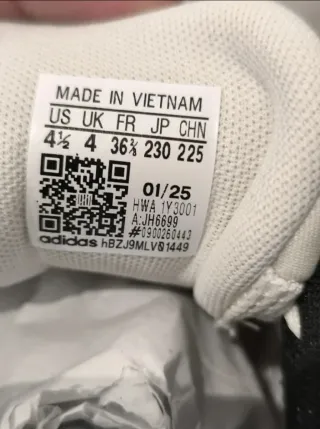 MADE IN VIETNAM
US UK FR JP CHN
4½ 4 36⅔ 230 225
01/25
HWA 1Y3001
A:JH6699
#0900260443
adidas hBZJ9MLV01449